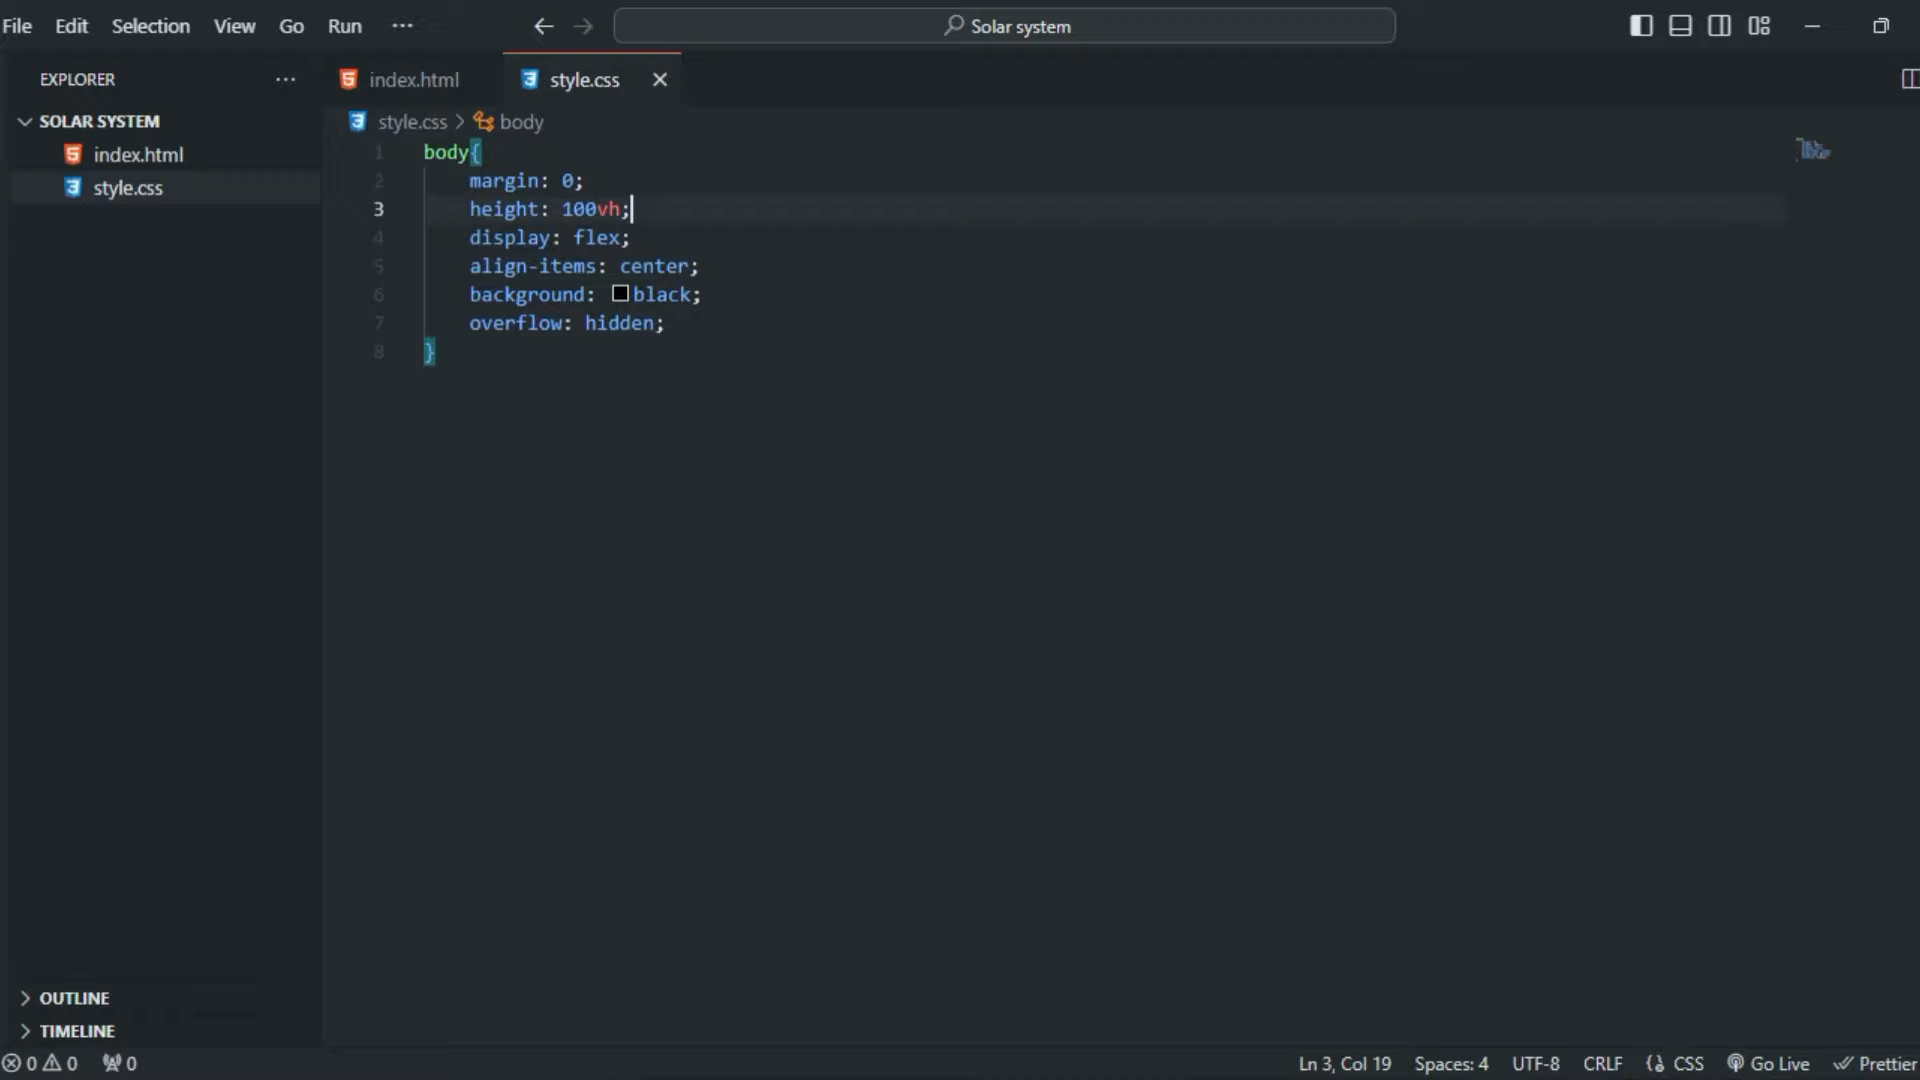 File Edit Selection View Go Run ···
Solar system
EXPLORER ···
SOLAR SYSTEM
index.html
style.css
index.html
style.css
style.css > body
1 body{
2 margin: 0;
3 height: 100vh;
4 display: flex;
5 align-items: center;
6 background: black;
7 overflow: hidden;
8 }
OUTLINE
TIMELINE
0 0 0
Ln 3, Col 19 Spaces: 4 UTF-8 CRLF CSS Go Live Prettier